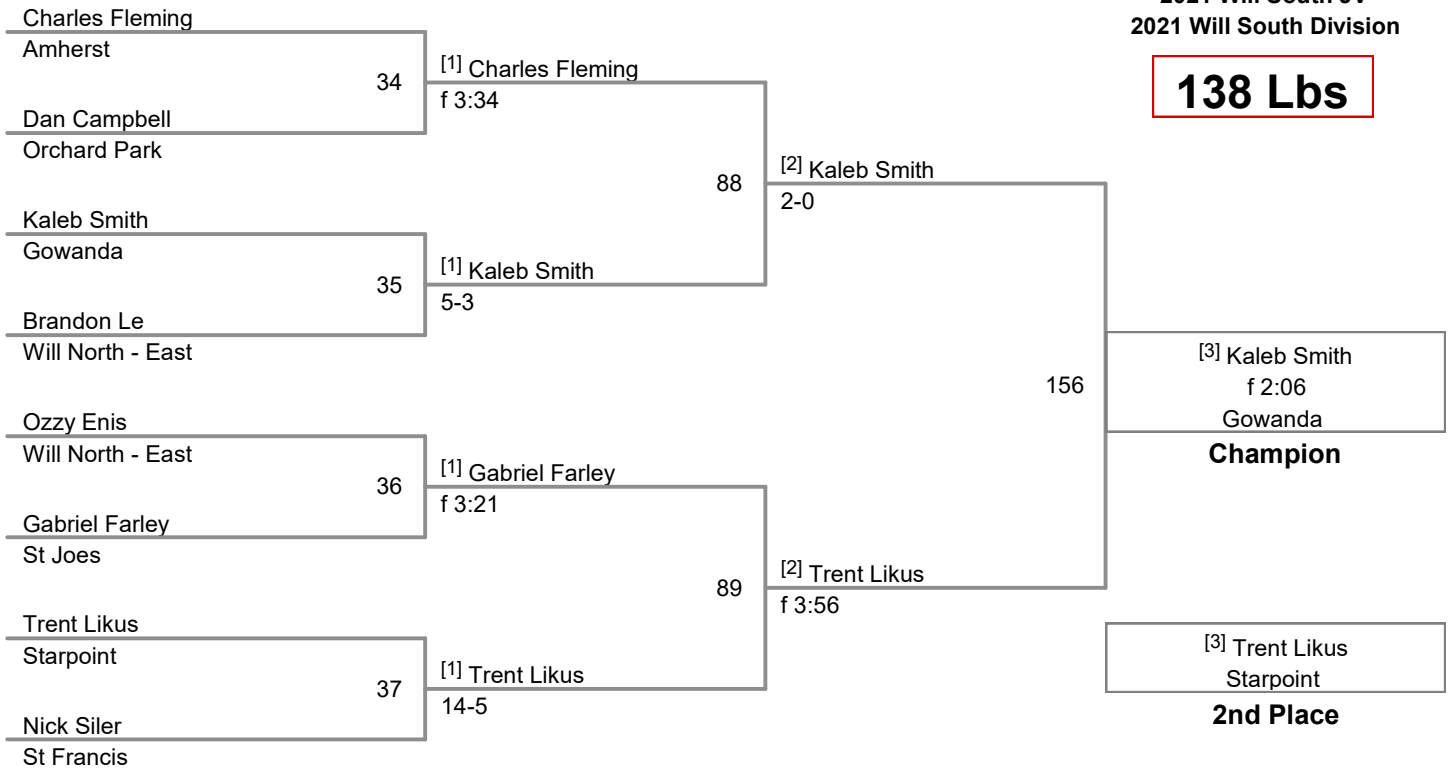 2021 Will South JV
2021 Will South Division
138 Lbs
Charles Fleming
Amherst
34
Dan Campbell
Orchard Park
[1] Charles Fleming
f 3:34
Kaleb Smith
Gowanda
35
Brandon Le
Will North - East
[1] Kaleb Smith
5-3
88
[2] Kaleb Smith
2-0
Ozzy Enis
Will North - East
36
Gabriel Farley
St Joes
[1] Gabriel Farley
f 3:21
Trent Likus
Starpoint
37
Nick Siler
St Francis
[1] Trent Likus
14-5
89
[2] Trent Likus
f 3:56
156
[3] Kaleb Smith
f 2:06
Gowanda
Champion
[3] Trent Likus
Starpoint
2nd Place